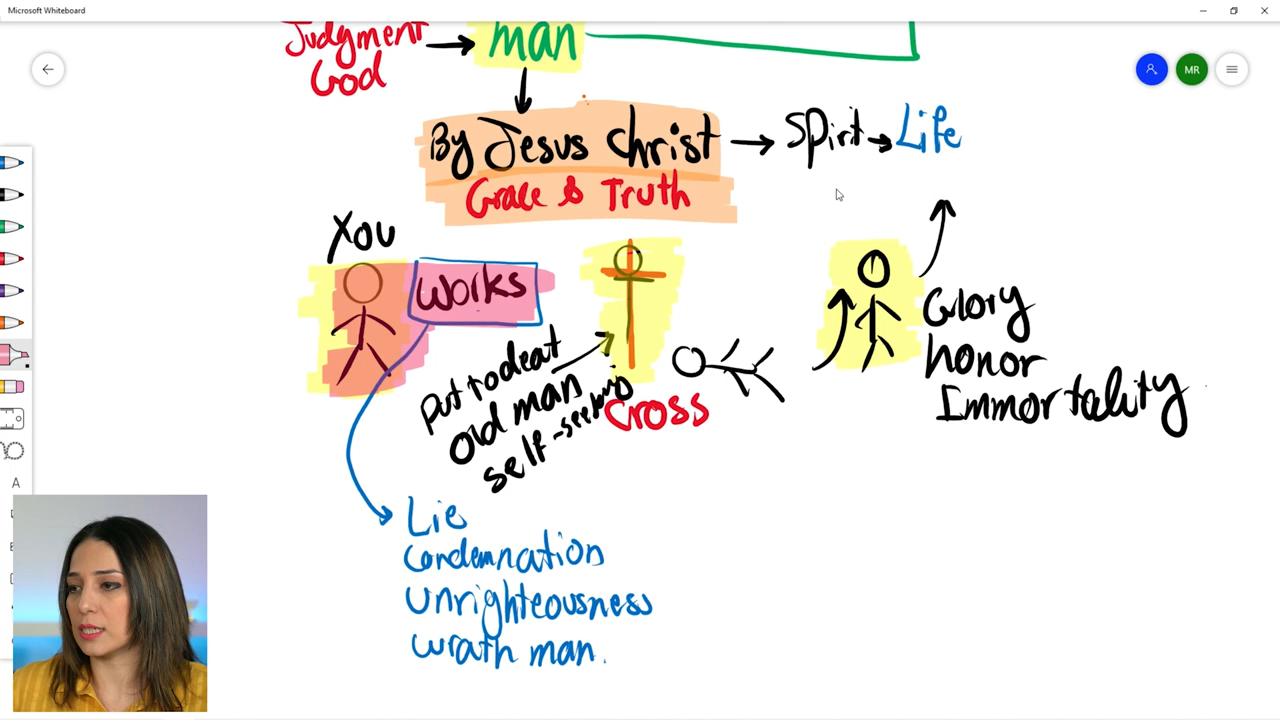 Microsoft Whiteboard
MR
Judgment
God
man
By Jesus Christ
Spirt
Life
Grace & Truth
You
Works
Put to deat
old man
self-seeking
Cross
Glory
honor
Immortality
A
Lie
Condemnation
unrighteousness
wrath man.